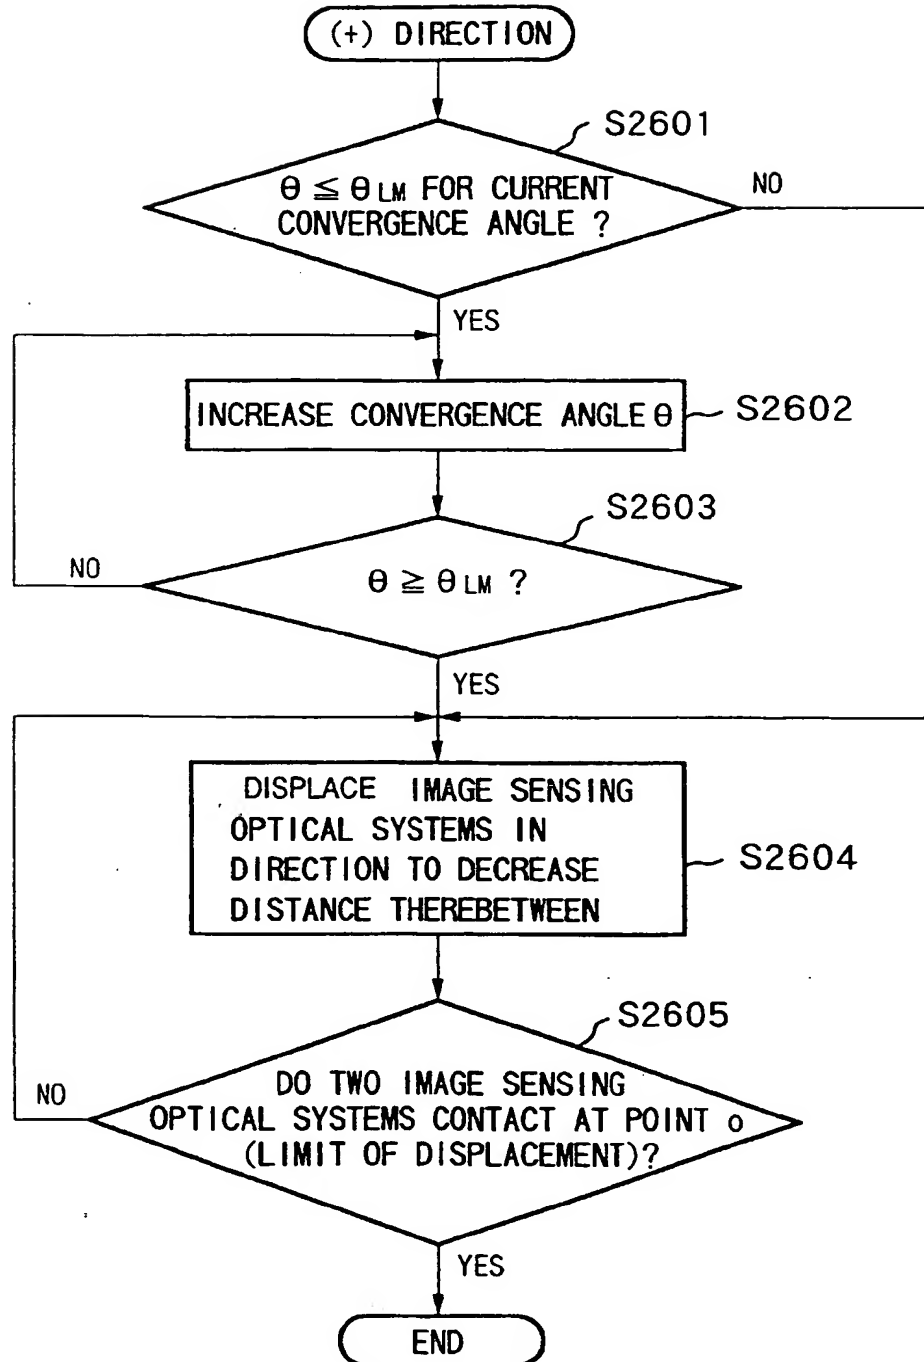 (+) DIRECTION
S2601
θ ≦ θLM FOR CURRENT
CONVERGENCE ANGLE ?
NO
YES
INCREASE CONVERGENCE ANGLE θ
S2602
S2603
θ ≧ θLM ?
NO
YES
DISPLACE IMAGE SENSING
OPTICAL SYSTEMS IN
DIRECTION TO DECREASE
DISTANCE THEREBETWEEN
S2604
S2605
DO TWO IMAGE SENSING
OPTICAL SYSTEMS CONTACT AT POINT o
(LIMIT OF DISPLACEMENT)?
NO
YES
END